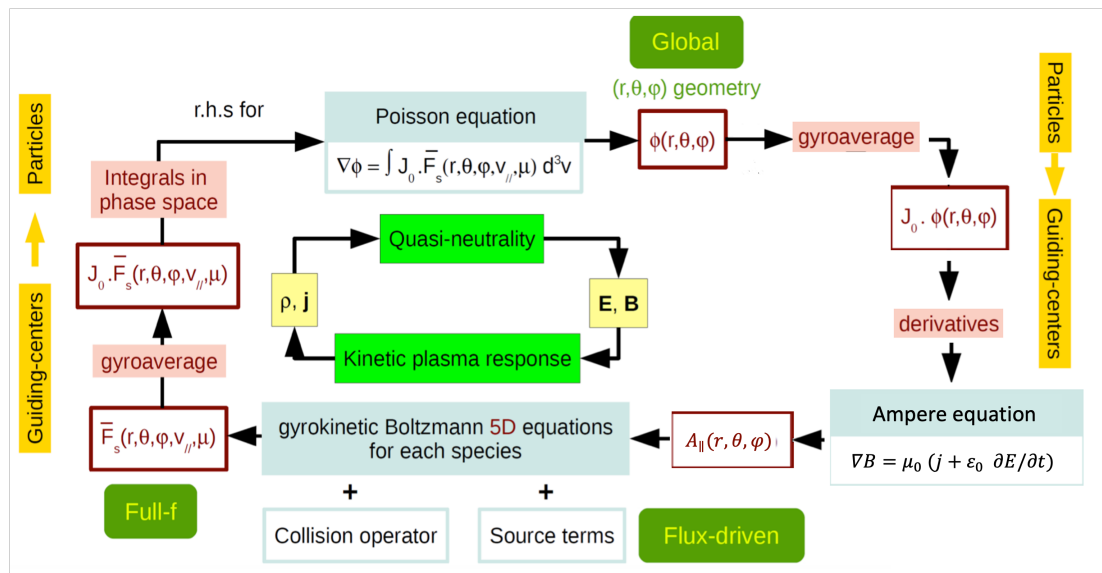 Global
(r,θ,φ) geometry
Particles
Guiding-centers
r.h.s for
Poisson equation
∇ϕ = ∫ J₀.F̅ₛ(r,θ,φ,v//,μ) d³v
ϕ(r,θ,φ)
gyroaverage
J₀ . ϕ(r,θ,φ)
derivatives
Particles
Guiding-centers
Integrals in
phase space
J₀.F̅ₛ(r,θ,φ,v//,μ)
gyroaverage
F̅ₛ(r,θ,φ,v//,μ)
Quasi-neutrality
ρ, j
E, B
Kinetic plasma response
Ampere equation
∇B = μ₀ (j + ε₀ ∂E/∂t)
A∥(r, θ, φ)
gyrokinetic Boltzmann 5D equations
for each species
+ +
Collision operator
Source terms
Full-f
Flux-driven